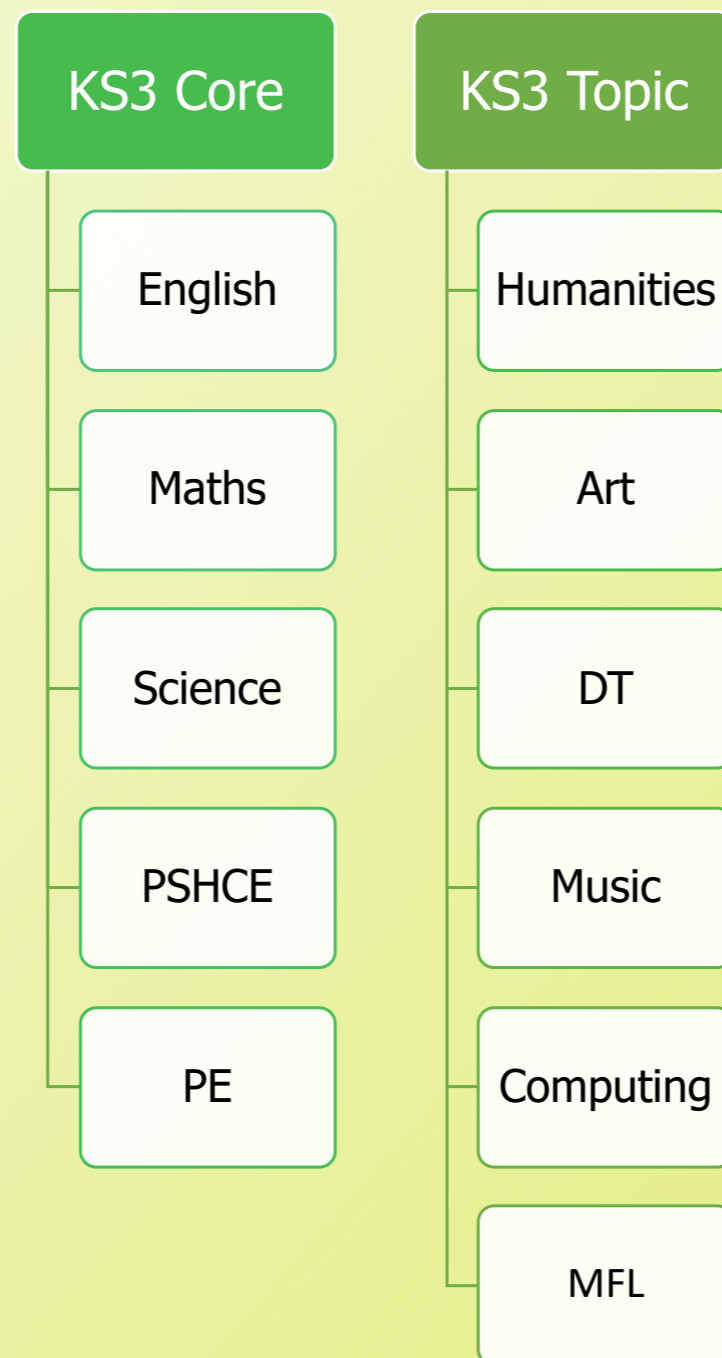 KS3 Core
English
Maths
Science
PSHCE
PE
KS3 Topic
Humanities
Art
DT
Music
Computing
MFL